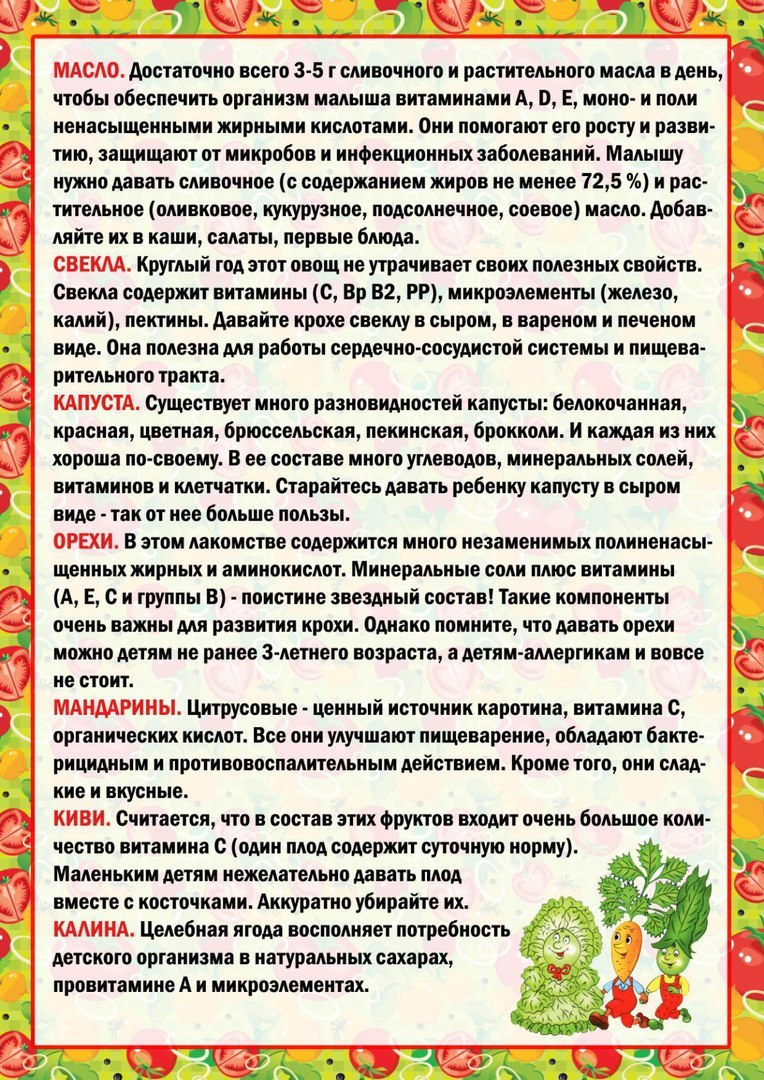 МАСЛО. Достаточно всего 3-5 г сливочного и растительного масла в день,
чтобы обеспечить организм малыша витаминами А, D, Е, моно- и поли
ненасыщенными жирными кислотами. Они помогают его росту и разви-
тию, защищают от микробов и инфекционных заболеваний. Малышу
нужно давать сливочное (с содержанием жиров не менее 72,5 %) и рас-
тительное (оливковое, кукурузное, подсолнечное, соевое) масло. Добав-
ляйте их в каши, салаты, первые блюда.
СВЕКЛА. Круглый год этот овощ не утрачивает своих полезных свойств.
Свекла содержит витамины (С, Вр В2, РР), микроэлементы (железо,
калий), пектины. Давайте крохе свеклу в сыром, в вареном и печеном
виде. Она полезна для работы сердечно-сосудистой системы и пищева-
рительного тракта.
КАПУСТА. Существует много разновидностей капусты: белокочанная,
красная, цветная, брюссельская, пекинская, брокколи. И каждая из них
хороша по-своему. В ее составе много углеводов, минеральных солей,
витаминов и клетчатки. Старайтесь давать ребенку капусту в сыром
виде - так от нее больше пользы.
ОРЕХИ. В этом лакомстве содержится много незаменимых полиненасы-
щенных жирных и аминокислот. Минеральные соли плюс витамины
(А, Е, С и группы В) - поистине звездный состав! Такие компоненты
очень важны для развития крохи. Однако помните, что давать орехи
можно детям не ранее 3-летнего возраста, а детям-аллергикам и вовсе
не стоит.
МАНДАРИНЫ. Цитрусовые - ценный источник каротина, витамина С,
органических кислот. Все они улучшают пищеварение, обладают бакте-
рицидным и противовоспалительным действием. Кроме того, они слад-
кие и вкусные.
КИВИ. Считается, что в состав этих фруктов входит очень большое коли-
чество витамина С (один плод содержит суточную норму).
Маленьким детям нежелательно давать плод
вместе с косточками. Аккуратно убирайте их.
КАЛИНА. Целебная ягода восполняет потребность
детского организма в натуральных сахарах,
провитамине А и микроэлементах.